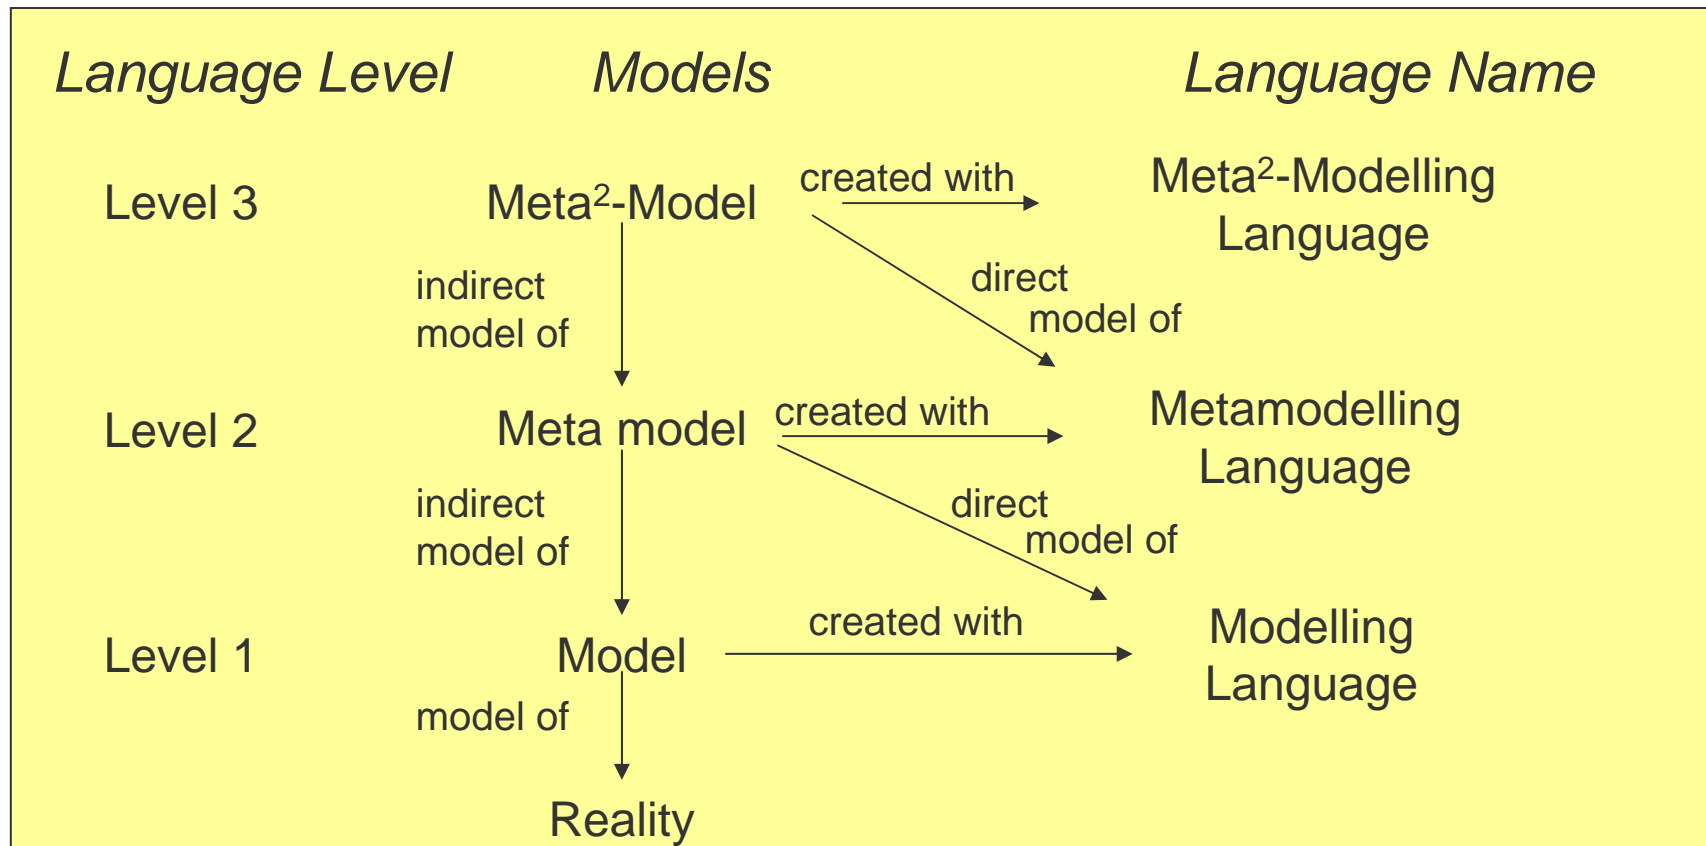 Language Level Models Language Name
Level 3 Meta²-Model created with Meta²-Modelling
Language
indirect
model of
direct
model of
Level 2 Meta model created with Metamodelling
Language
indirect
model of
direct
model of
Level 1 Model created with Modelling
Language
model of
Reality